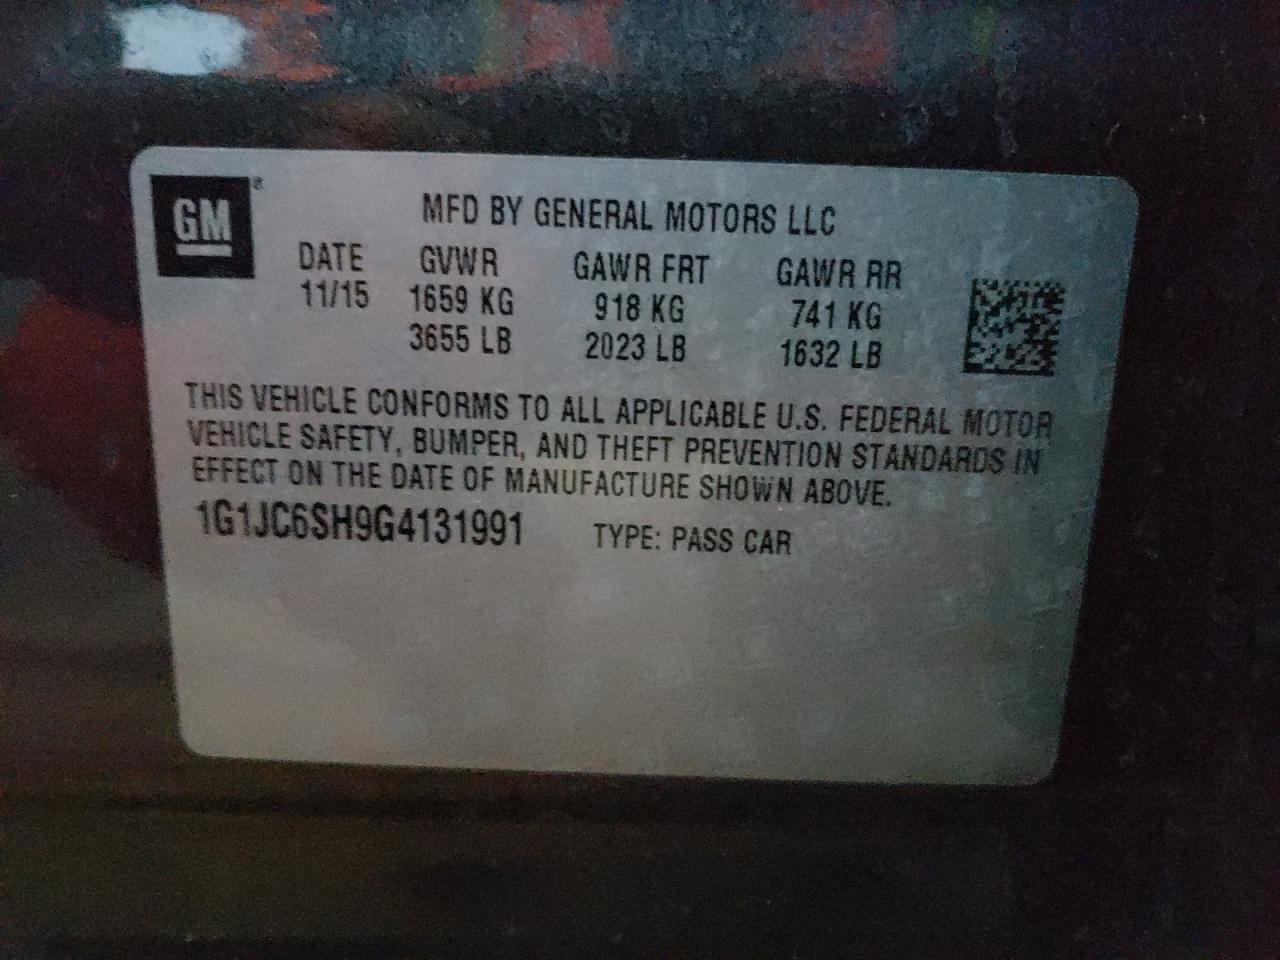 GM
MFD BY GENERAL MOTORS LLC
DATE GVWR GAWR FRT GAWR RR
11/15 1659 KG 918 KG 741 KG
3655 LB 2023 LB 1632 LB
THIS VEHICLE CONFORMS TO ALL APPLICABLE U.S. FEDERAL MOTOR
VEHICLE SAFETY, BUMPER, AND THEFT PREVENTION STANDARDS IN
EFFECT ON THE DATE OF MANUFACTURE SHOWN ABOVE.
1G1JC6SH9G4131991 TYPE: PASS CAR